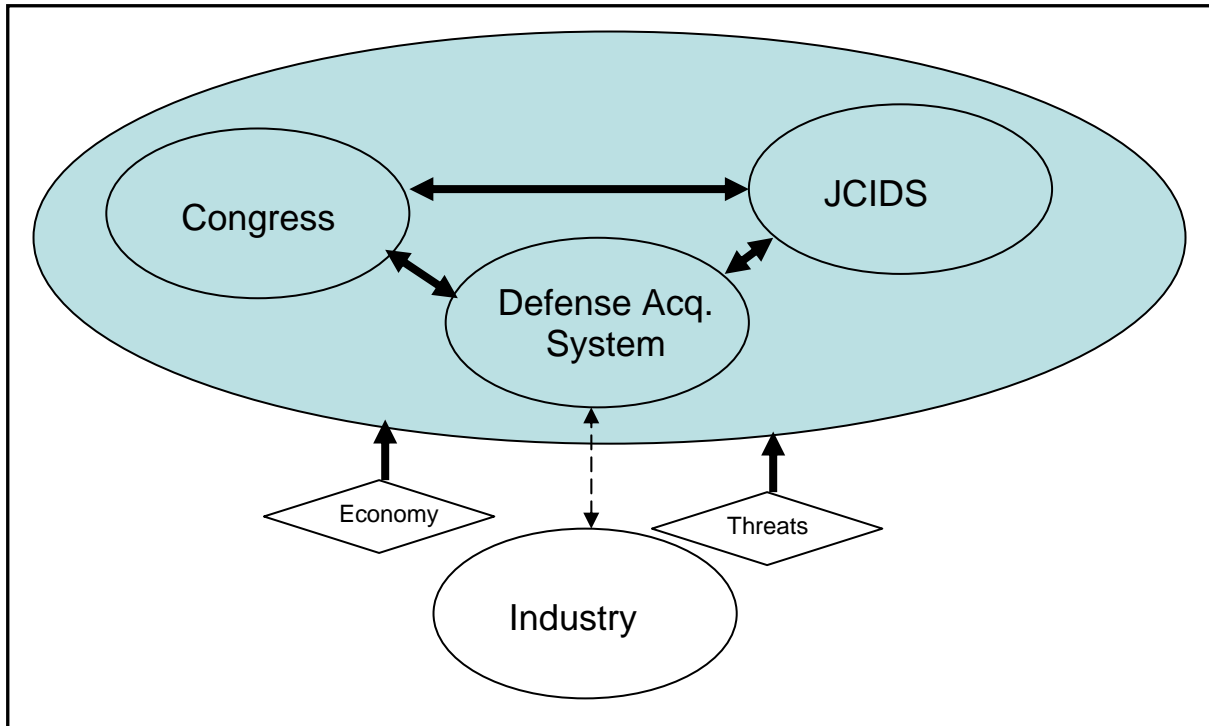 Congress
JCIDS
Defense Acq.
System
Economy
Threats
Industry